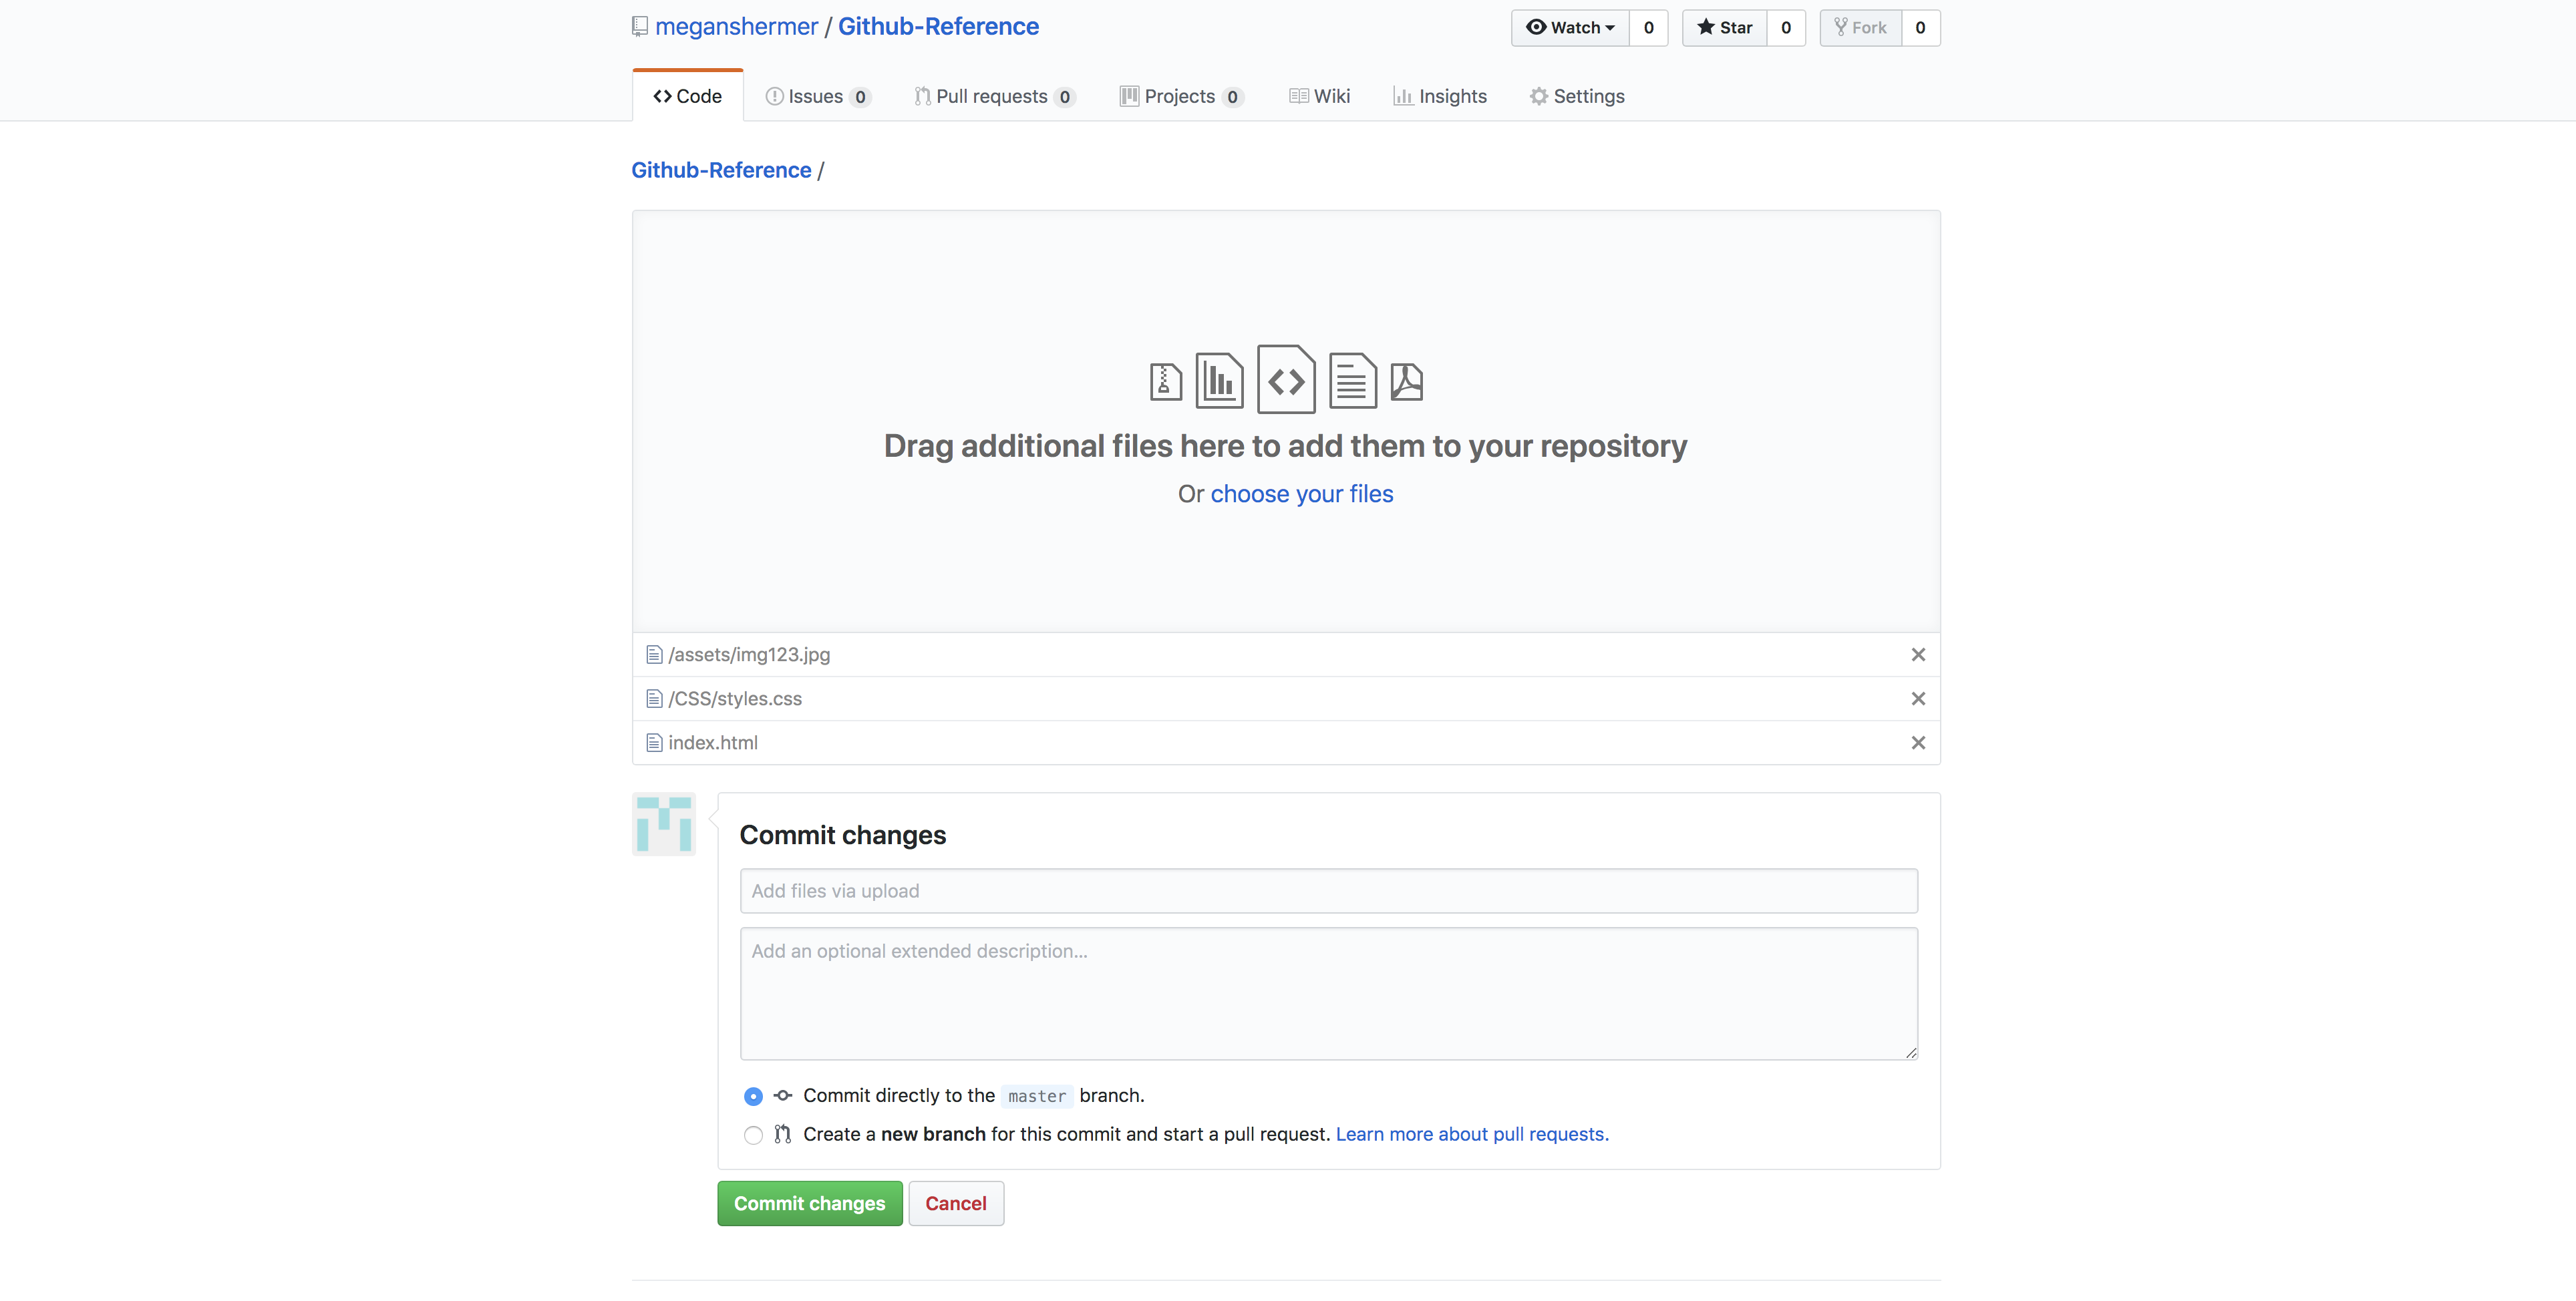 meganshermer / Github-Reference
Watch 0 Star 0 Fork 0
Code Issues 0 Pull requests 0 Projects 0 Wiki Insights Settings
Github-Reference /
Drag additional files here to add them to your repository
Or choose your files
/assets/img123.jpg
/CSS/styles.css
index.html
Commit changes
Add files via upload
Add an optional extended description...
Commit directly to the master branch.
Create a new branch for this commit and start a pull request. Learn more about pull requests.
Commit changes Cancel